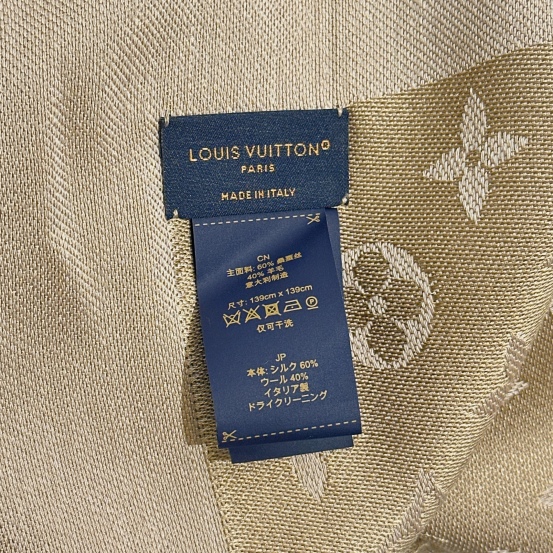 LOUIS VUITTON
PARIS
MADE IN ITALY
CN
主面料: 60% 桑蚕丝
40% 羊毛
意大利制造
尺寸: 139cm x 139cm
仅可干洗
JP
本体: シルク 60%
ウール 40%
イタリア製
ドライクリーニング